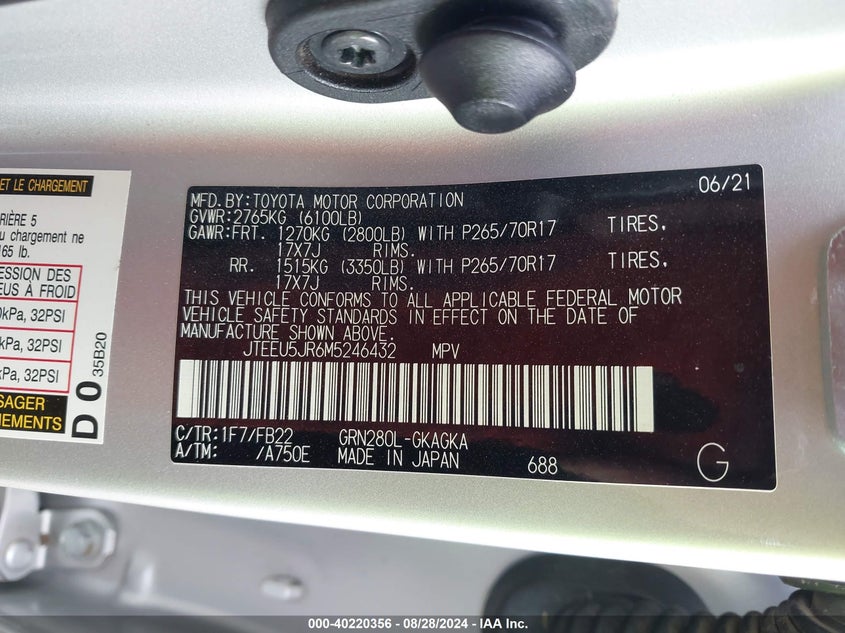 ET LE CHARGEMENT
RIÈRE 5
u chargement ne
165 lb.
ESSION DES
EUS À FROID
kPa, 32PSI
kPa, 32PSI
kPa, 32PSI
SAGER
NEMENTS
D 0 35B20
MFD.BY:TOYOTA MOTOR CORPORATION 06/21
GVWR:2765KG (6100LB)
GAWR:FRT. 1270KG (2800LB) WITH P265/70R17 TIRES,
17X7J RIMS.
RR. 1515KG (3350LB) WITH P265/70R17 TIRES,
17X7J RIMS.
THIS VEHICLE CONFORMS TO ALL APPLICABLE FEDERAL MOTOR
VEHICLE SAFETY STANDARDS IN EFFECT ON THE DATE OF
MANUFACTURE SHOWN ABOVE.
JTEEU5JR6M5246432 MPV
C/TR:1F7/FB22 GRN280L-GKAGKA
A/TM: /A750E MADE IN JAPAN 688 G
000-40220356 - 08/28/2024 - IAA Inc.